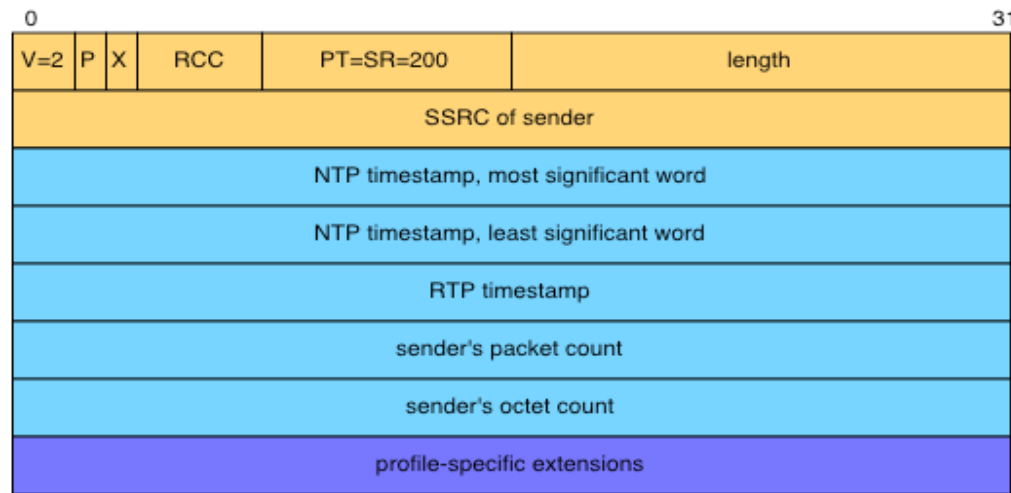 0 31
V=2 P X RCC PT=SR=200 length
SSRC of sender
NTP timestamp, most significant word
NTP timestamp, least significant word
RTP timestamp
sender's packet count
sender's octet count
profile-specific extensions